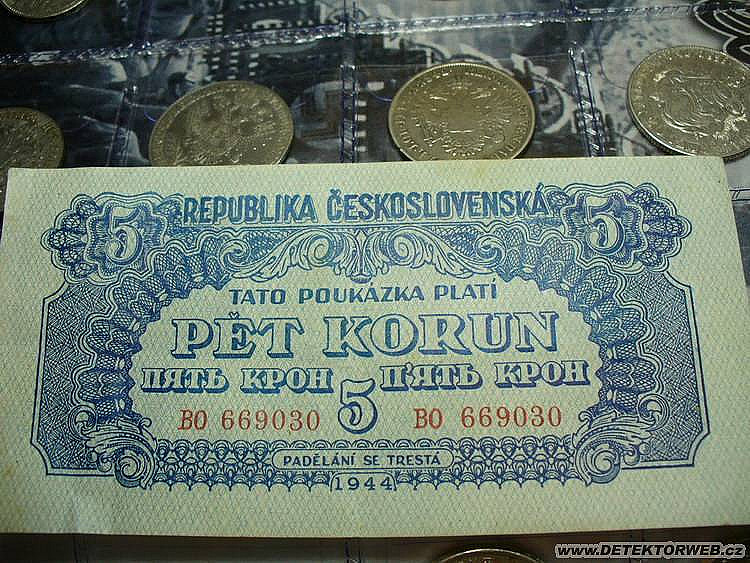 5 REPUBLIKA ČESKOSLOVENSKÁ 5
TATO POUKÁZKA PLATÍ
PĚT KORUN
ПЯТЬ КРОН 5 П'ЯТЬ КРОН
BO 669030 BO 669030
PADĚLÁNÍ SE TRESTÁ
1944
www.DETEKTORWEB.cz